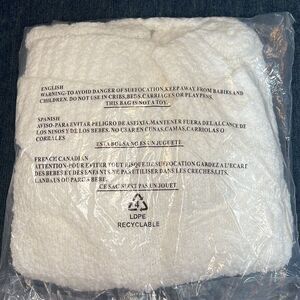 ENGLISH
WARNING-TO AVOID DANGER OF SUFFOCATION,KEEP AWAY FROM BABIES AND
CHILDREN. DO NOT USE IN CRIBS,BEDS,CARRIAGES OR PLAY PENS.
THIS BAG IS NOT A TOY.
SPANISH
AVISO-PARA EVITAR PELIGRO DE ASFIXIA,MANTENER FUERA DEL ALCANCE DE
LOS NINOS Y DE LOS BEBES. NO USAR EN CUNAS,CAMAS,CARRIOLAS O
CORRALES
ESTA BOLSA NO ES UN JUGUETE
FRENCH CANADIAN
ATTENTION-POUR EVITER TOUT RISQUE DE SUFFOCATION GARDEZ A L'ECART
DES BEBES ET DES ENFANTS NE PAS UTILISER DANS LES CRECHES,LITS,
LANDAUS OU PARCS BEBE.
CE SAC N'EST PAS UN JOUET.
4
LDPE
RECYCLABLE